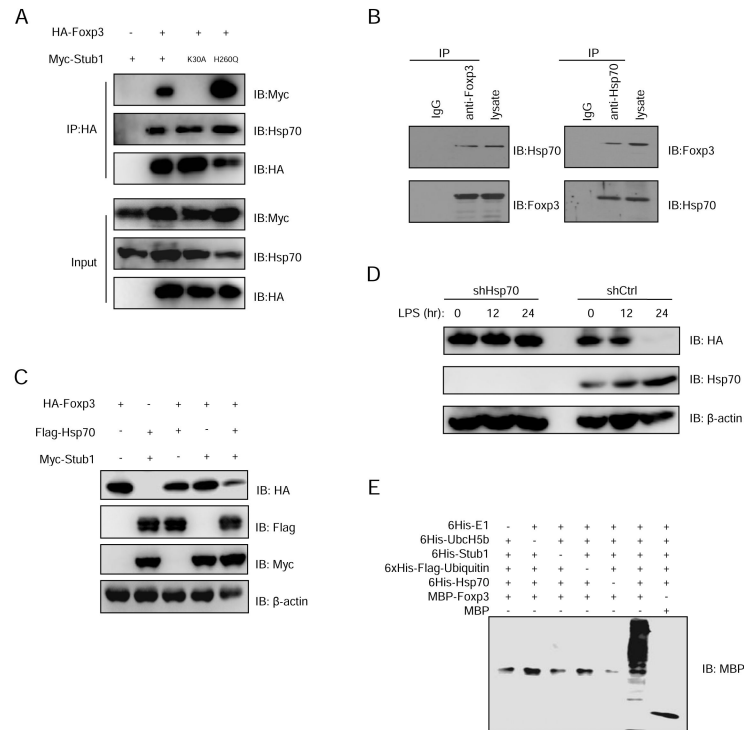 A
HA-Foxp3 - + + +
Myc-Stub1 + + K30A H260Q
IP:HA
IB:Myc
IB:Hsp70
IB:HA
Input
IB:Myc
IB:Hsp70
IB:HA
B
IP IP
IgG anti-Foxp3 lysate IgG anti-Hsp70 lysate
IB:Hsp70 IB:Foxp3
IB:Foxp3 IB:Hsp70
C
HA-Foxp3 + - + + +
Flag-Hsp70 - + + - +
Myc-Stub1 - + - + +
IB: HA
IB: Flag
IB: Myc
IB: β-actin
D
shHsp70 shCtrl
LPS (hr): 0 12 24 0 12 24
IB: HA
IB: Hsp70
IB: β-actin
E
6His-E1 - + + + + + +
6His-UbcH5b + - + + + + +
6His-Stub1 + + - + + + +
6xHis-Flag-Ubiquitin + + + - + + +
6His-Hsp70 + + + + - + +
MBP-Foxp3 + + + + + + -
MBP - - - - - - +
IB: MBP